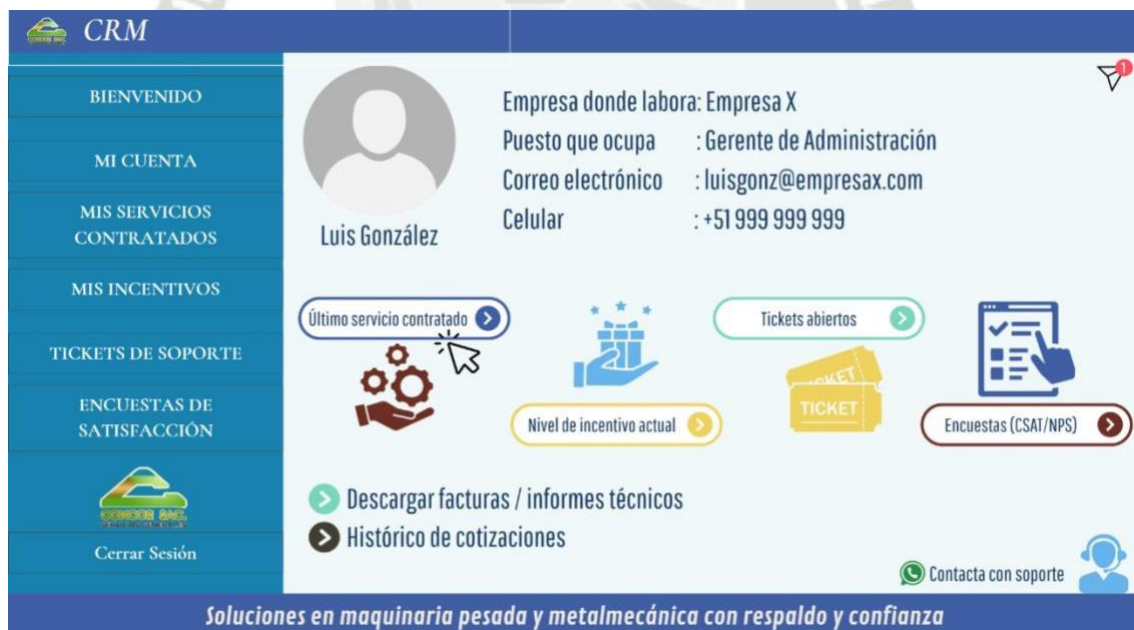 CRM
BIENVENIDO
MI CUENTA
MIS SERVICIOS
CONTRATADOS
MIS INCENTIVOS
TICKETS DE SOPORTE
ENCUESTAS DE
SATISFACCIÓN
COMCOR SAC.
Cerrar Sesión
1
Luis González
Empresa donde labora: Empresa X
Puesto que ocupa : Gerente de Administración
Correo electrónico : luisgonz@empresax.com
Celular : +51 999 999 999
Último servicio contratado
Nivel de incentivo actual
Tickets abiertos
TICKET
TICKET
Encuestas (CSAT/NPS)
Descargar facturas / informes técnicos
Histórico de cotizaciones
Contacta con soporte
Soluciones en maquinaria pesada y metalmecánica con respaldo y confianza